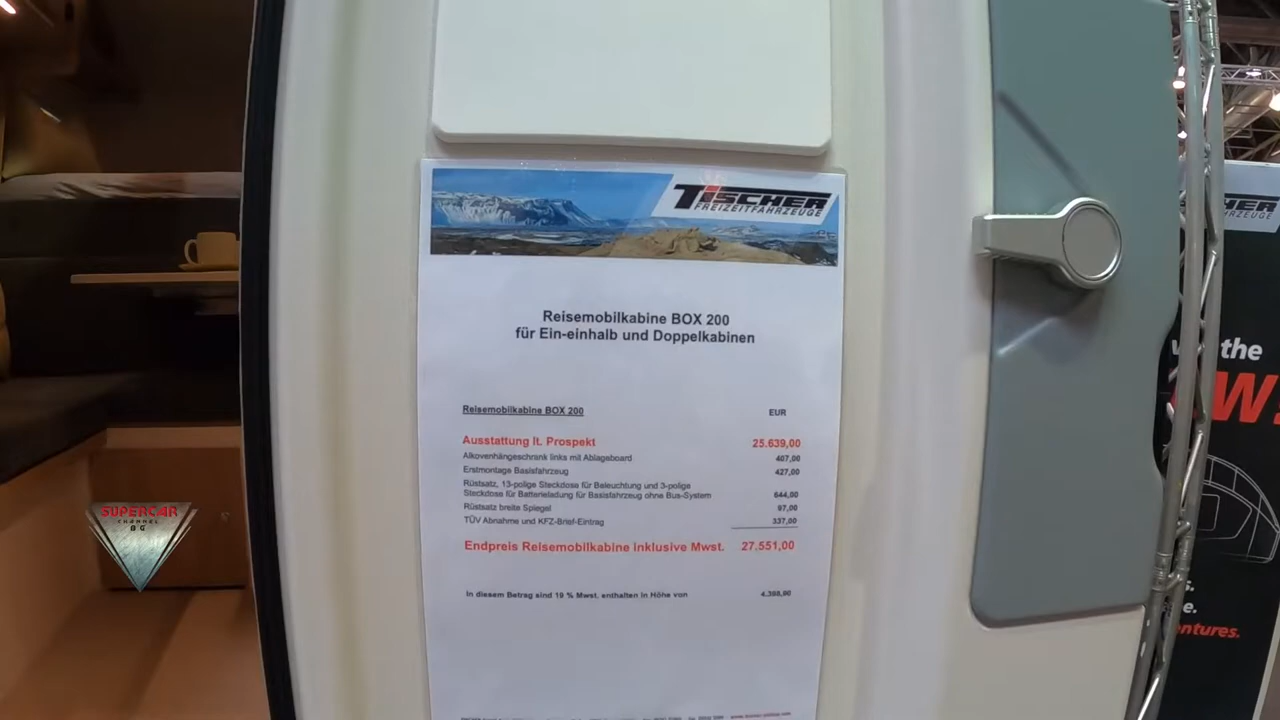 TISCHER
FREIZEITFAHRZEUGE
Reisemobilkabine BOX 200
für Ein-einhalb und Doppelkabinen
Reisemobilkabine BOX 200 EUR
Ausstattung lt. Prospekt 25.639,00
Alkovenhängeschrank links mit Ablageboard 407,00
Erstmontage Basisfahrzeug 427,00
Rüstsatz, 13-polige Steckdose für Beleuchtung und 3-polige
Steckdose für Batterieladung für Basisfahrzeug ohne Bus-System 644,00
Rüstsatz breite Spiegel 97,00
TÜV Abnahme und KFZ-Brief-Eintrag 337,00
Endpreis Reisemobilkabine inklusive Mwst. 27.551,00
In diesem Betrag sind 19 % Mwst. enthalten in Höhe von
SUPERCAR
CHANNEL
BG
the